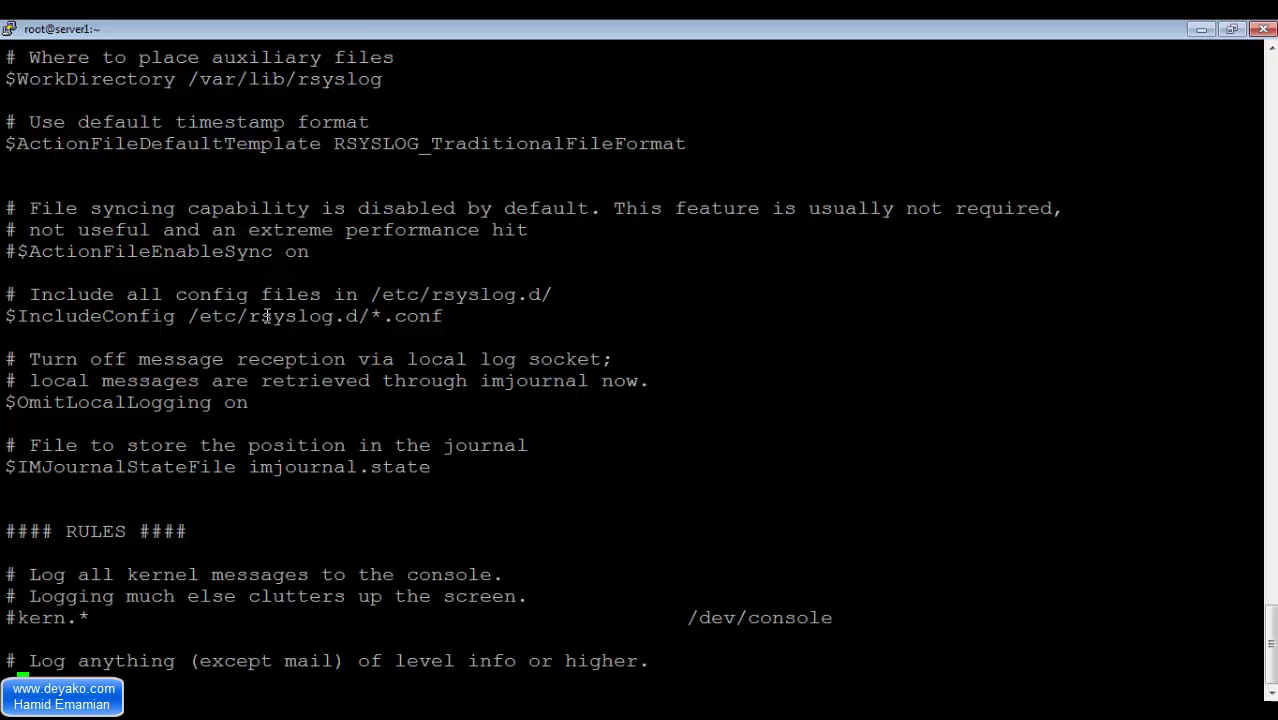 root@server1:~
# Where to place auxiliary files
$WorkDirectory /var/lib/rsyslog
# Use default timestamp format
$ActionFileDefaultTemplate RSYSLOG_TraditionalFileFormat
# File syncing capability is disabled by default. This feature is usually not required,
# not useful and an extreme performance hit
#$ActionFileEnableSync on
# Include all config files in /etc/rsyslog.d/
$IncludeConfig /etc/rsyslog.d/*.conf
# Turn off message reception via local log socket;
# local messages are retrieved through imjournal now.
$OmitLocalLogging on
# File to store the position in the journal
$IMJournalStateFile imjournal.state
#### RULES ####
# Log all kernel messages to the console.
# Logging much else clutters up the screen.
#kern.* /dev/console
# Log anything (except mail) of level info or higher.
www.deyako.com
Hamid Emamian